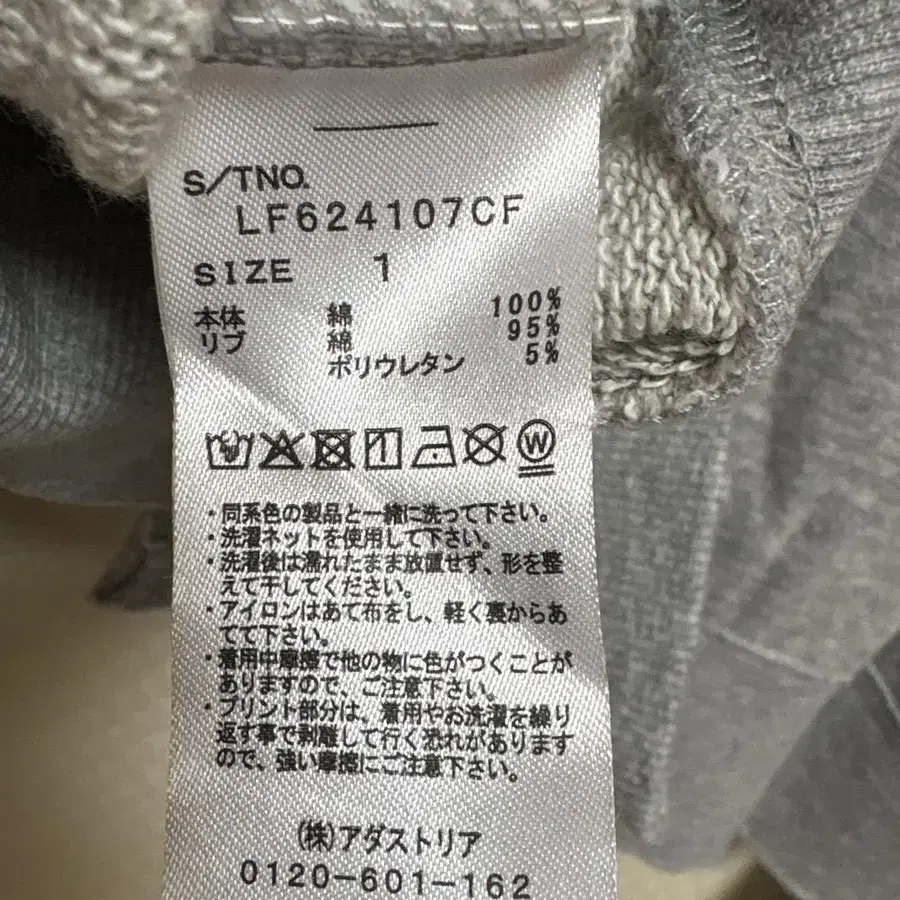 S/TNO.
LF624107CF
SIZE 1
本体 綿 100%
リブ 綿 95%
ポリウレタン 5%
W
・同系色の製品と一緒に洗って下さい。
・洗濯ネットを使用して下さい。
・洗濯後は濡れたまま放置せず、形を整
えて干してください。
・アイロンはあて布をし、軽く裏からあ
てて下さい。
・着用中摩擦で他の物に色がつくことが
ありますので、ご注意下さい。
・プリント部分は、着用やお洗濯を繰り
返す事で剥離して行く恐れがあります
ので、強い摩擦にご注意下さい。
(株)アダストリア
0120-601-162